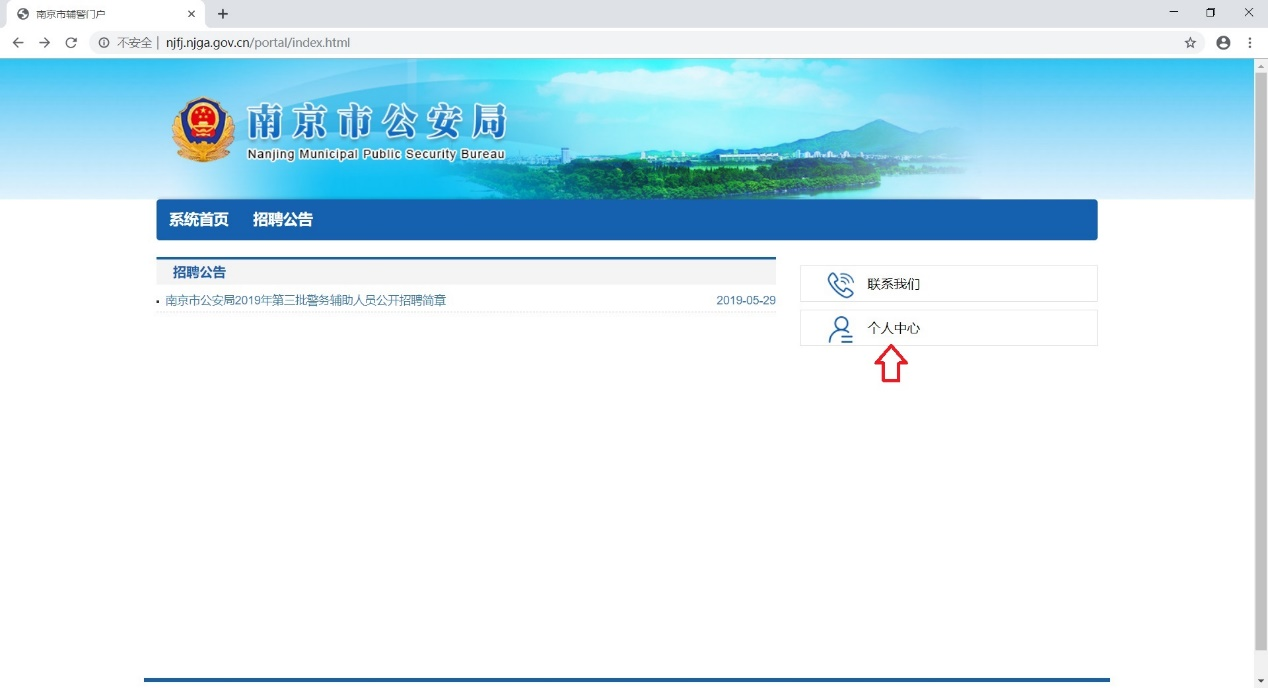 南京市辅警门户
不安全 | njfj.njga.gov.cn/portal/index.html
南京市公安局
Nanjing Municipal Public Security Bureau
系统首页 招聘公告
招聘公告
南京市公安局2019年第三批警务辅助人员公开招聘简章 2019-05-29
联系我们
个人中心